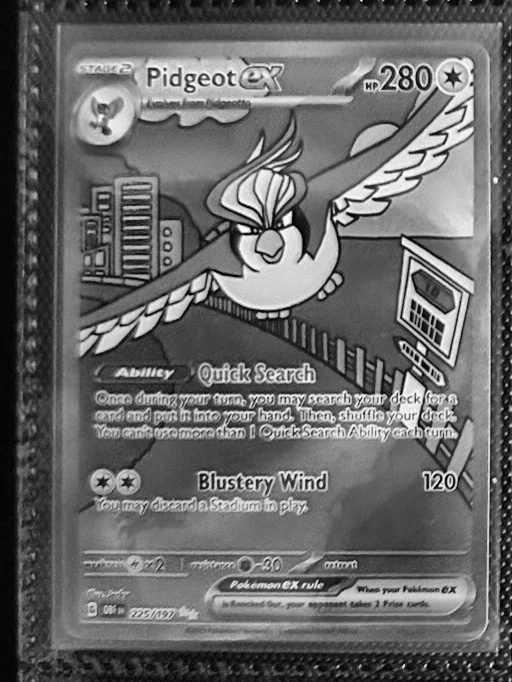 STAGE 2
Pidgeot ex
HP 280
Evolves from Pidgeotto
Ability Quick Search
Once during your turn, you may search your deck for a
card and put it into your hand. Then, shuffle your deck.
You can't use more than 1 Quick Search Ability each turn.
Blustery Wind 120
You may discard a Stadium in play.
weakness ×2 resistance -30 retreat
Pokémon ex rule
When your Pokémon ex
is Knocked Out, your opponent takes 2 Prize cards.
G OBF EN 225/197